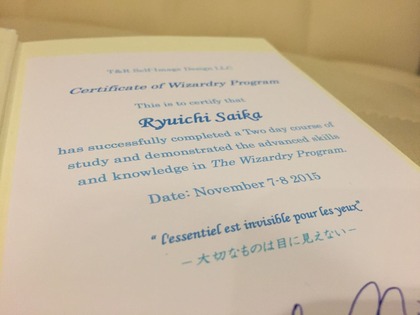 T&R Self Image Design LLC
Certificate of Wizardry Program
This is to certify that
Ryuichi Saika
has successfully completed a Two day course of
study and demonstrated the advanced skills
and knowledge in The Wizardry Program.
Date: November 7-8 2015
"L'essentiel est invisible pour les yeux"
－大切なものは目に見えない－